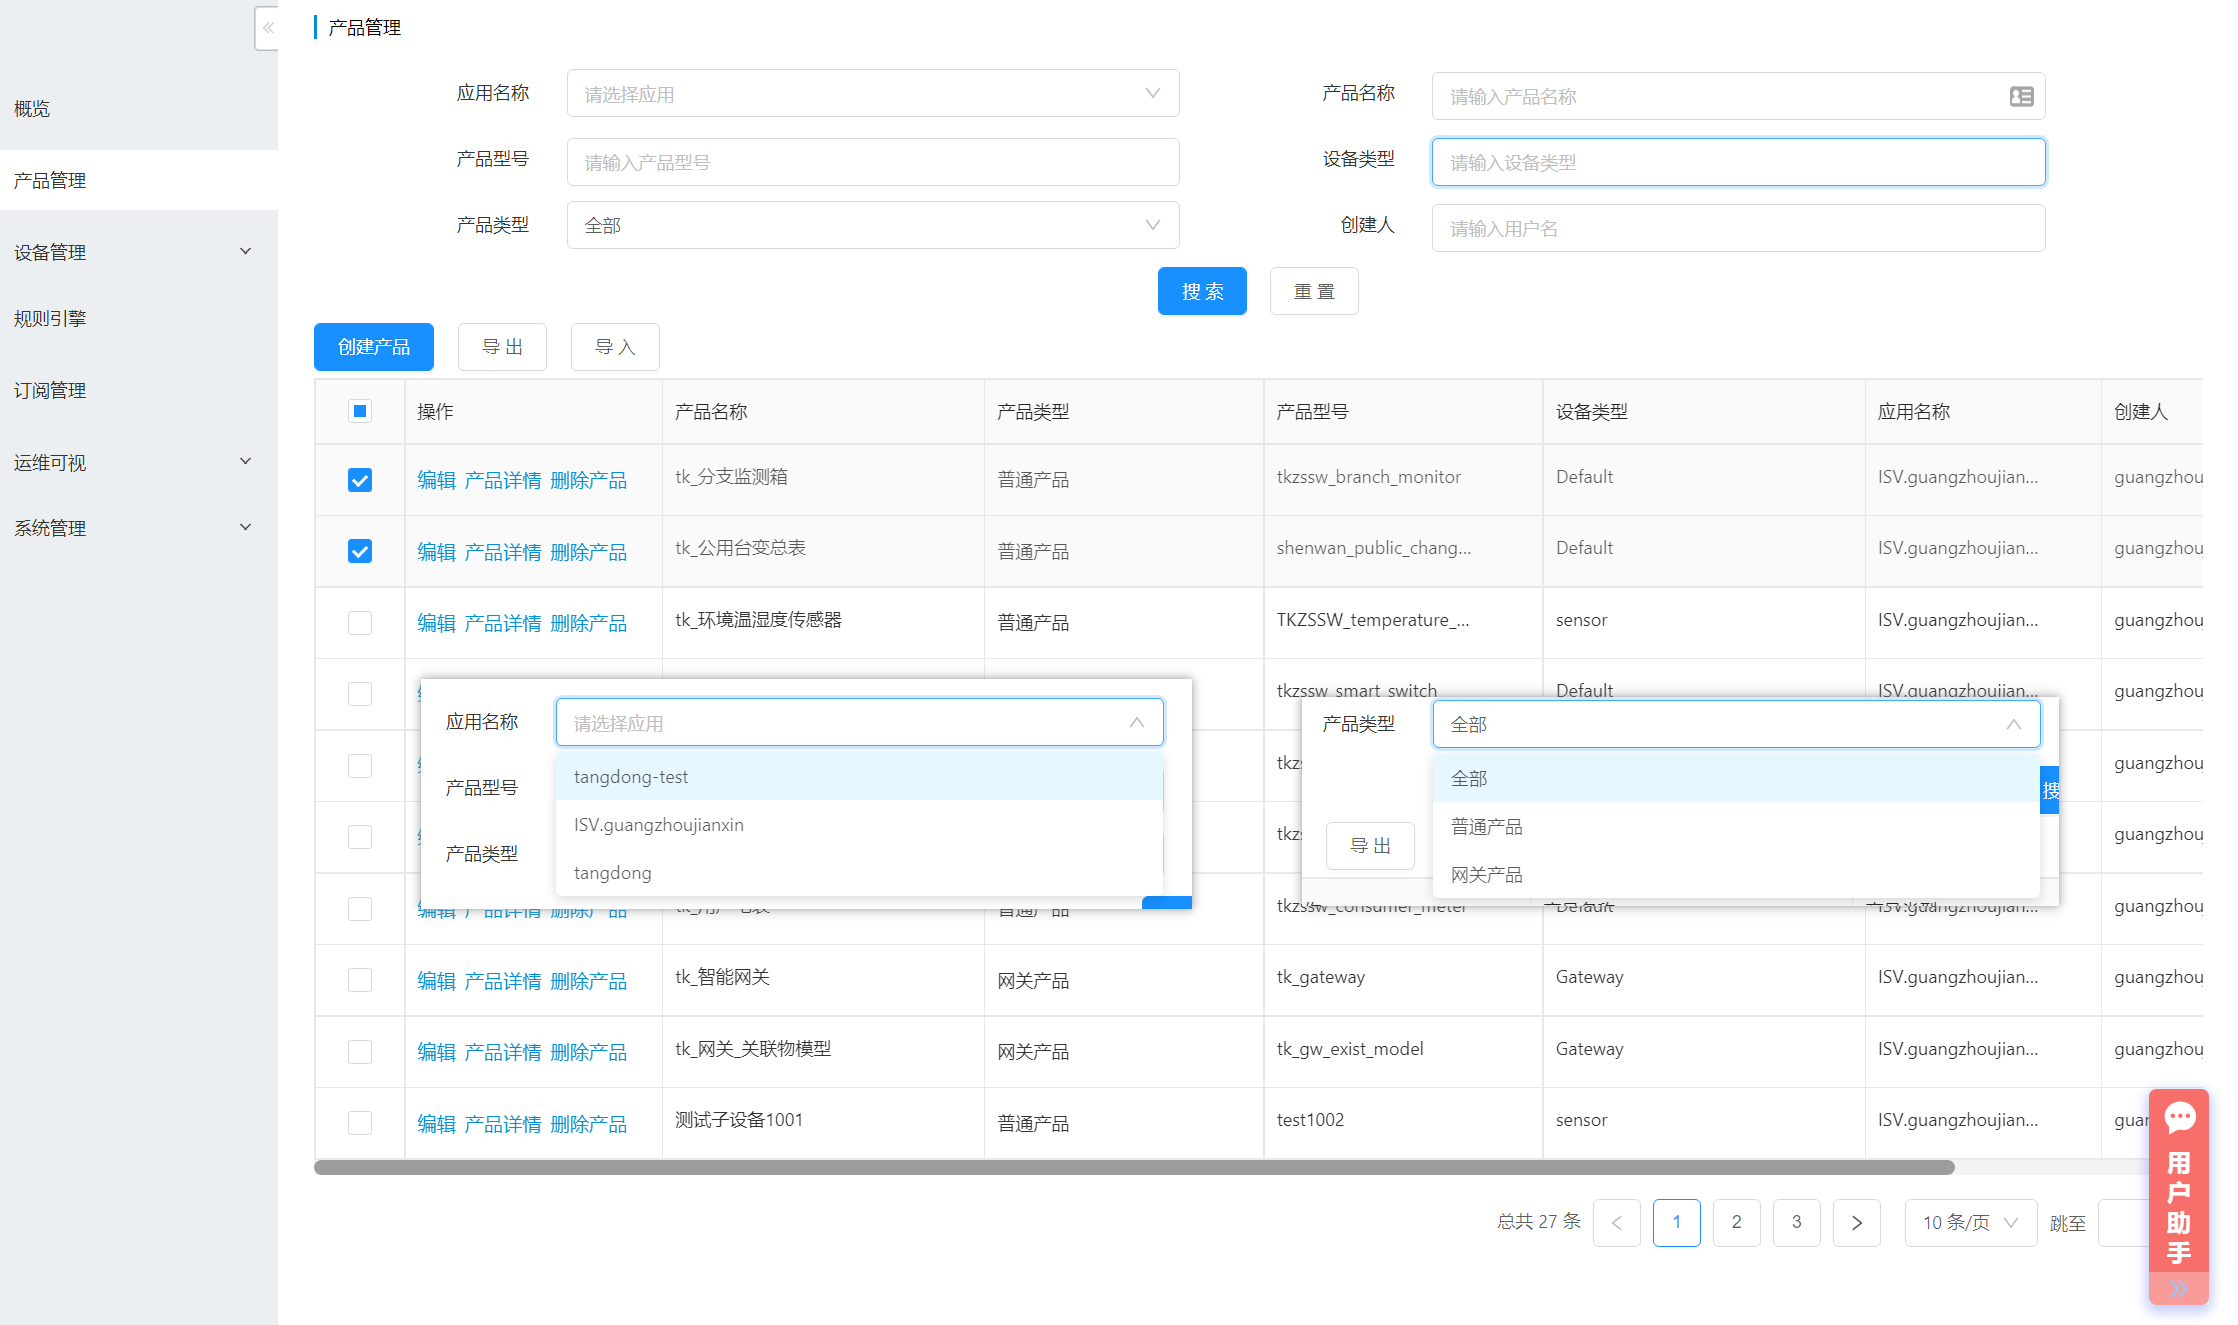 产品管理
概览
产品管理
设备管理
规则引擎
订阅管理
运维可视
系统管理
应用名称 请选择应用 产品名称 请输入产品名称
产品型号 请输入产品型号 设备类型 请输入设备类型
产品类型 全部 创建人 请输入用户名
搜 索 重 置
创建产品 导 出 导 入
操作 产品名称 产品类型 产品型号 设备类型 应用名称 创建人
编辑 产品详情 删除产品 tk_分支监测箱 普通产品 tkzssw_branch_monitor Default ISV.guangzhoujian... guangzhou
编辑 产品详情 删除产品 tk_公用台变总表 普通产品 shenwan_public_chang... Default ISV.guangzhoujian... guangzhou
编辑 产品详情 删除产品 tk_环境温湿度传感器 普通产品 TKZSSW_temperature_... sensor ISV.guangzhoujian... guangzhou
tkzssw_smart_switch Default ISV.guangzhoujian... guangzhou
应用名称 请选择应用
产品型号
产品类型
tangdong-test
ISV.guangzhoujianxin
tangdong
产品类型 全部
全部
普通产品
网关产品
导 出
搜
tkz guangzhou
tkz guangzhou
编辑 产品详情 删除产品 普通产品 tkzssw_consumer_meter Default ISV.guangzhoujian... guangzhou
编辑 产品详情 删除产品 tk_智能网关 网关产品 tk_gateway Gateway ISV.guangzhoujian... guangzhou
编辑 产品详情 删除产品 tk_网关_关联物模型 网关产品 tk_gw_exist_model Gateway ISV.guangzhoujian... guangzhou
编辑 产品详情 删除产品 测试子设备1001 普通产品 test1002 sensor ISV.guangzhoujian... guar
总共 27 条 1 2 3 10 条/页 跳至
用户助手